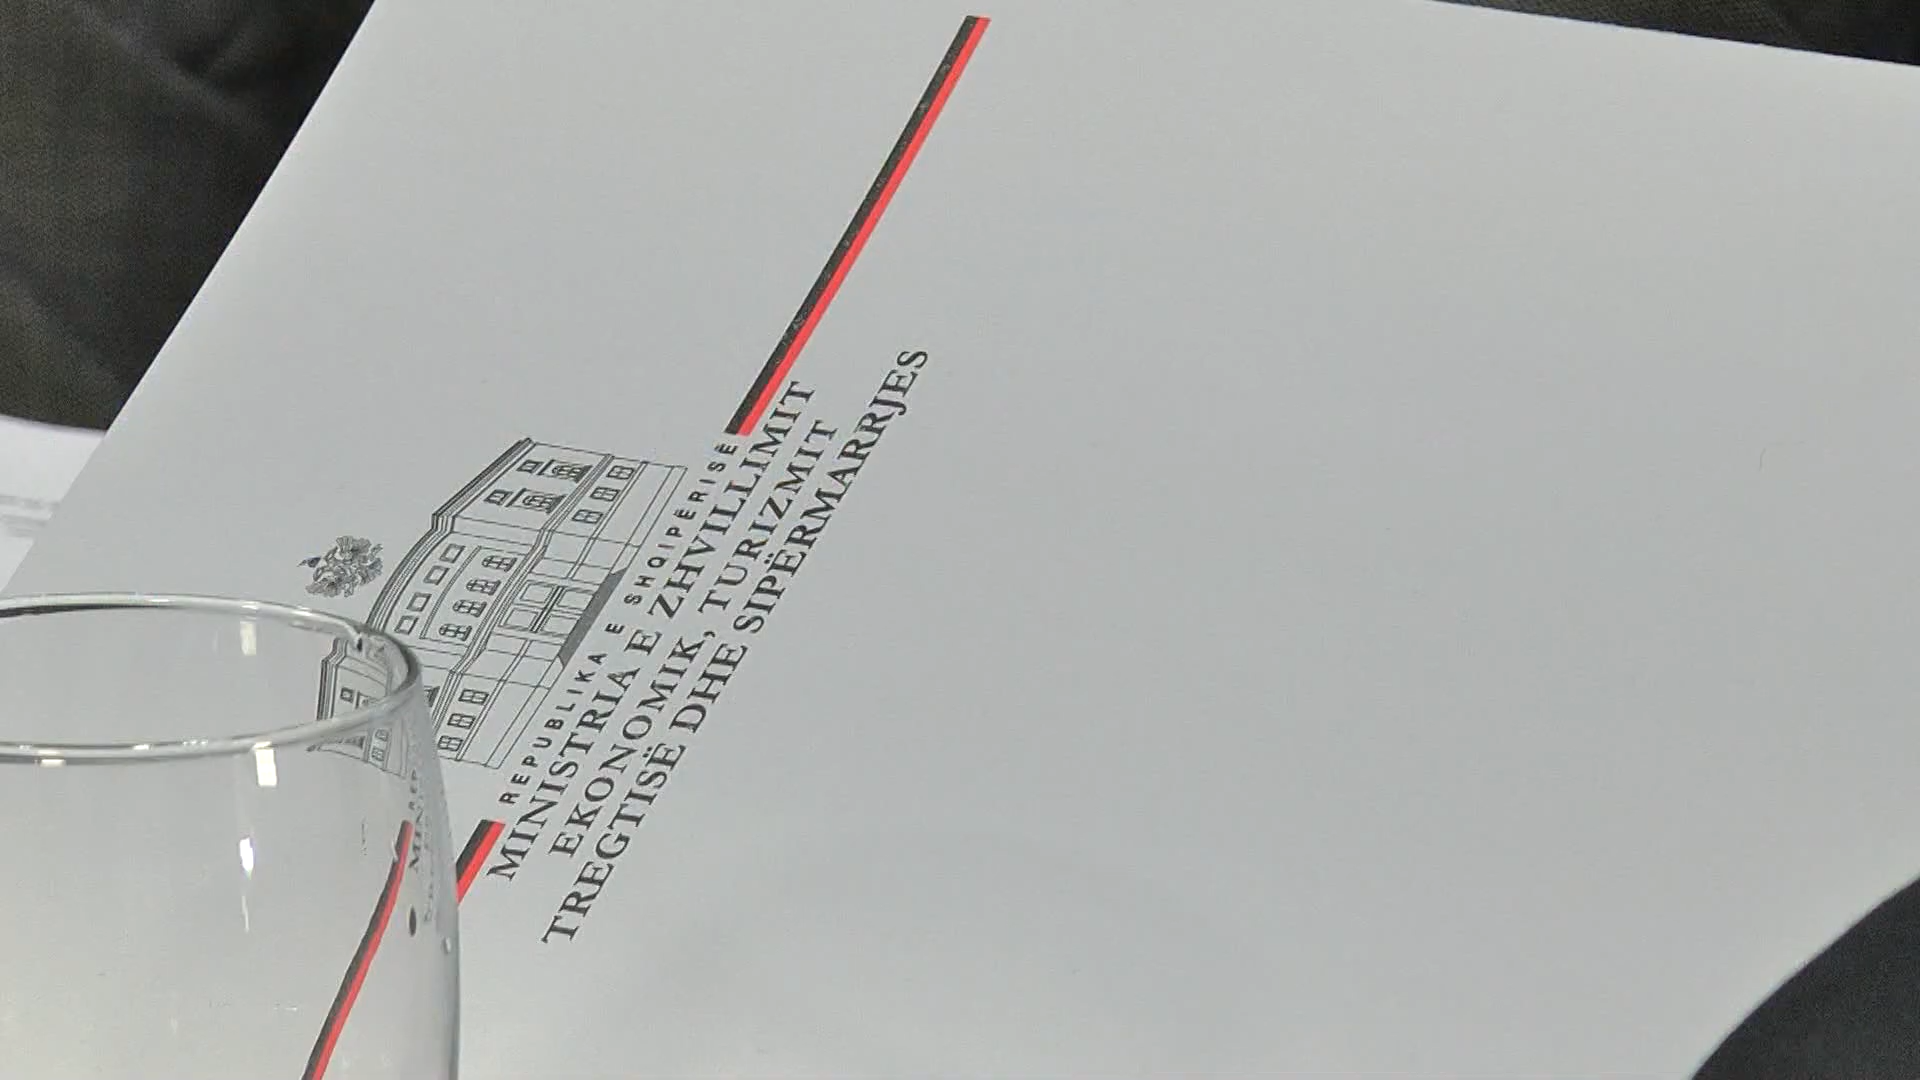 REPUBLIKA E SHQIPËRISË
MINISTRIA E ZHVILLIMIT
EKONOMIK, TURIZMIT
TREGTISË DHE SIPËRMARRJES